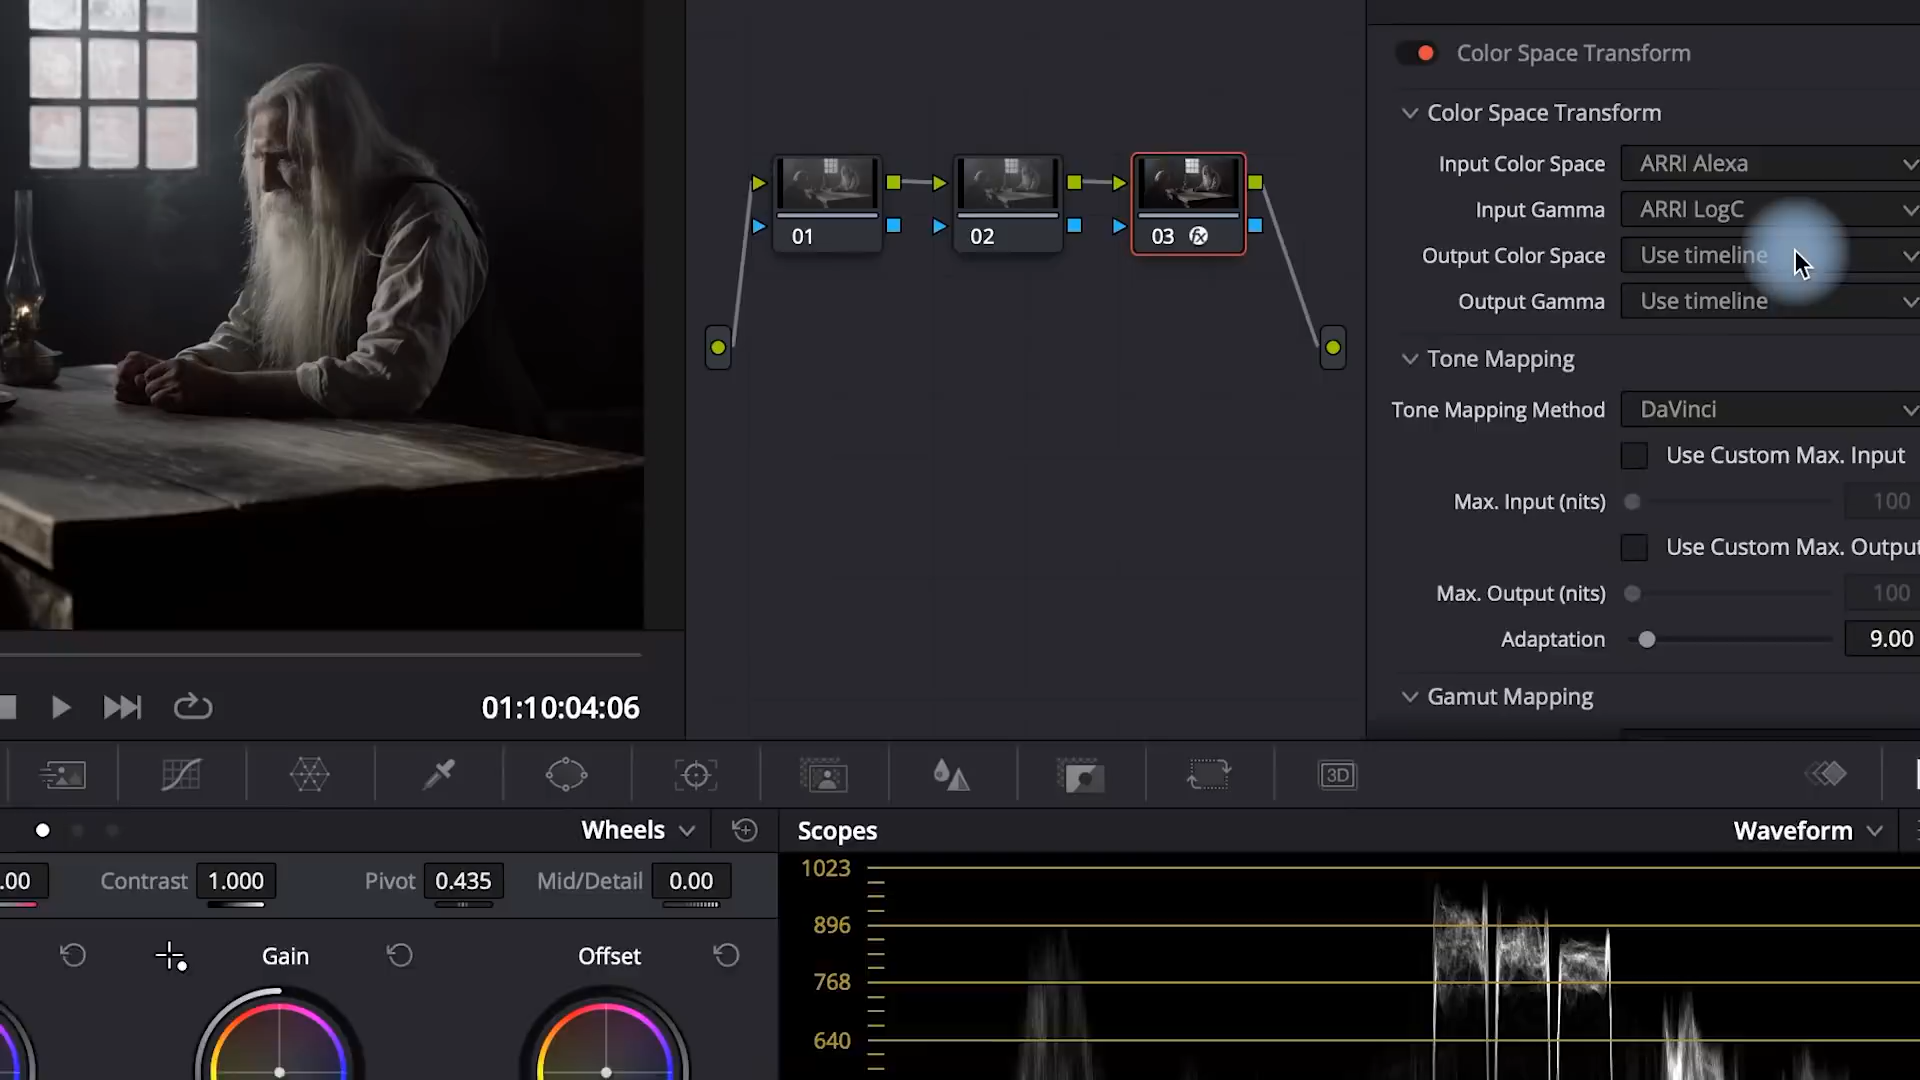 Color Space Transform
Color Space Transform
Input Color Space ARRI Alexa
Input Gamma ARRI LogC
Output Color Space Use timeline
Output Gamma Use timeline
Tone Mapping
Tone Mapping Method DaVinci
Use Custom Max. Input
Max. Input (nits) 100
Use Custom Max. Output
Max. Output (nits) 100
Adaptation 9.00
Gamut Mapping
01 02 03 fx
01:10:04:06
3D
Wheels
Scopes
Waveform
.00 Contrast 1.000 Pivot 0.435 Mid/Detail 0.00
Gain Offset
1023
896
768
640